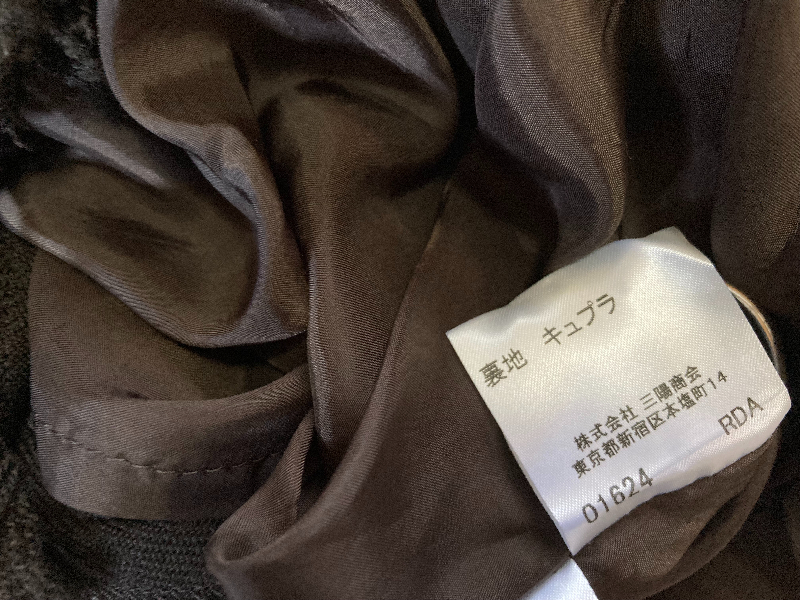 裏地 キュプラ
株式会社 三陽商会
東京都新宿区本塩町14
RDA
01624